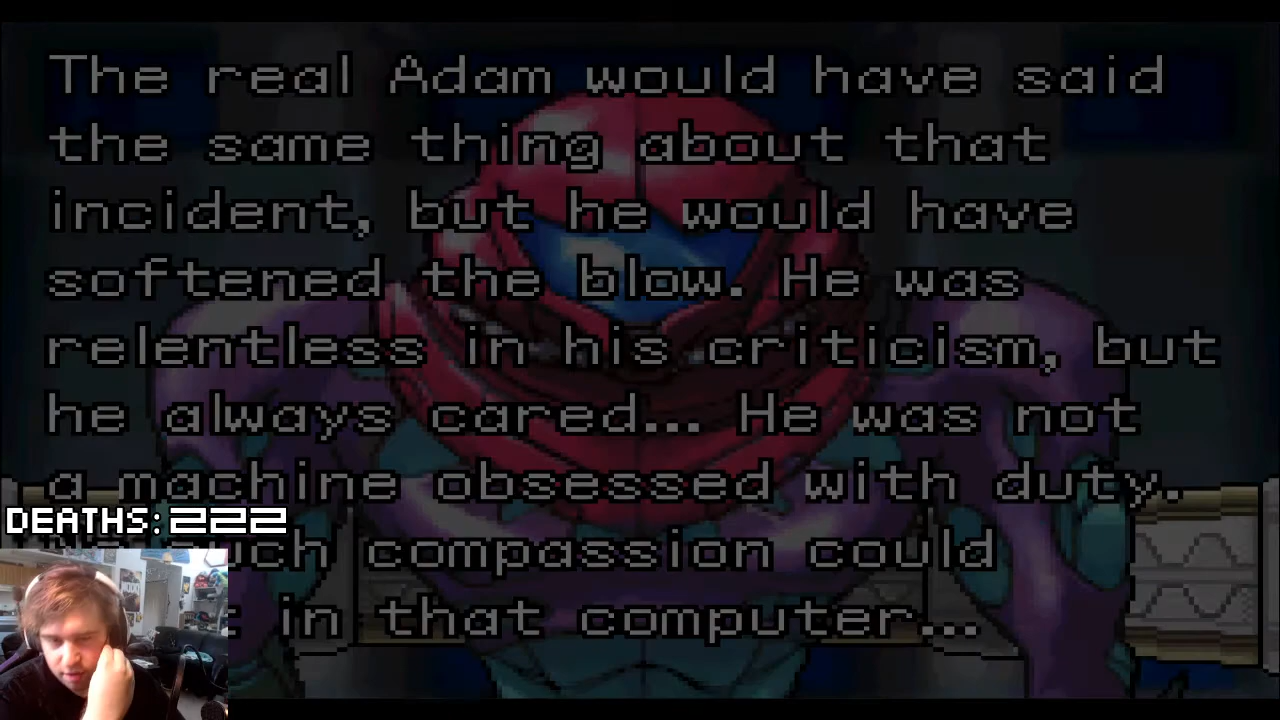 The real Adam would have said
the same thing about that
incident, but he would have
softened the blow. He was
relentless in his criticism, but
he always cared... He was not
a machine obsessed with duty.
DEATHS:222
such compassion could
in that computer...